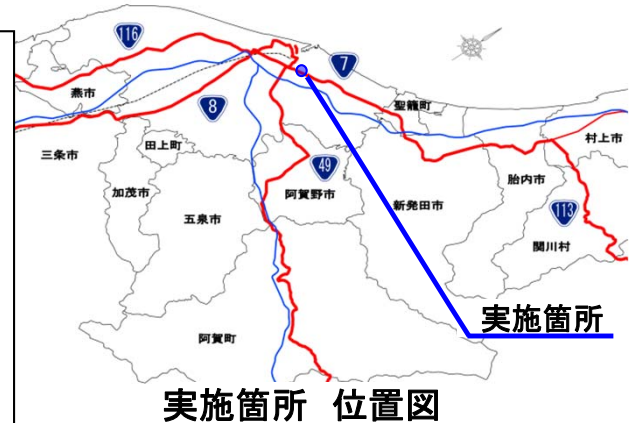 116
7
燕市
8
聖籠町
村上市
三条市
田上町
49
胎内市
加茂市
阿賀野市
新発田市
五泉市
113
関川村
実施箇所
阿賀町
実施箇所 位置図